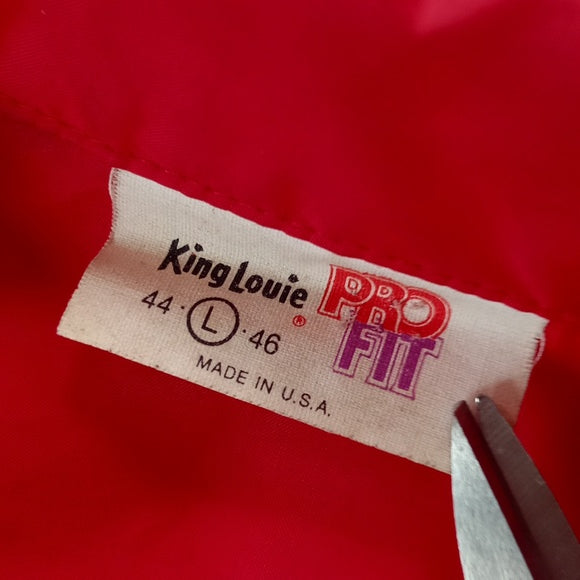 King Louie ®
PRO
FIT
44 · L · 46
MADE IN U.S.A.